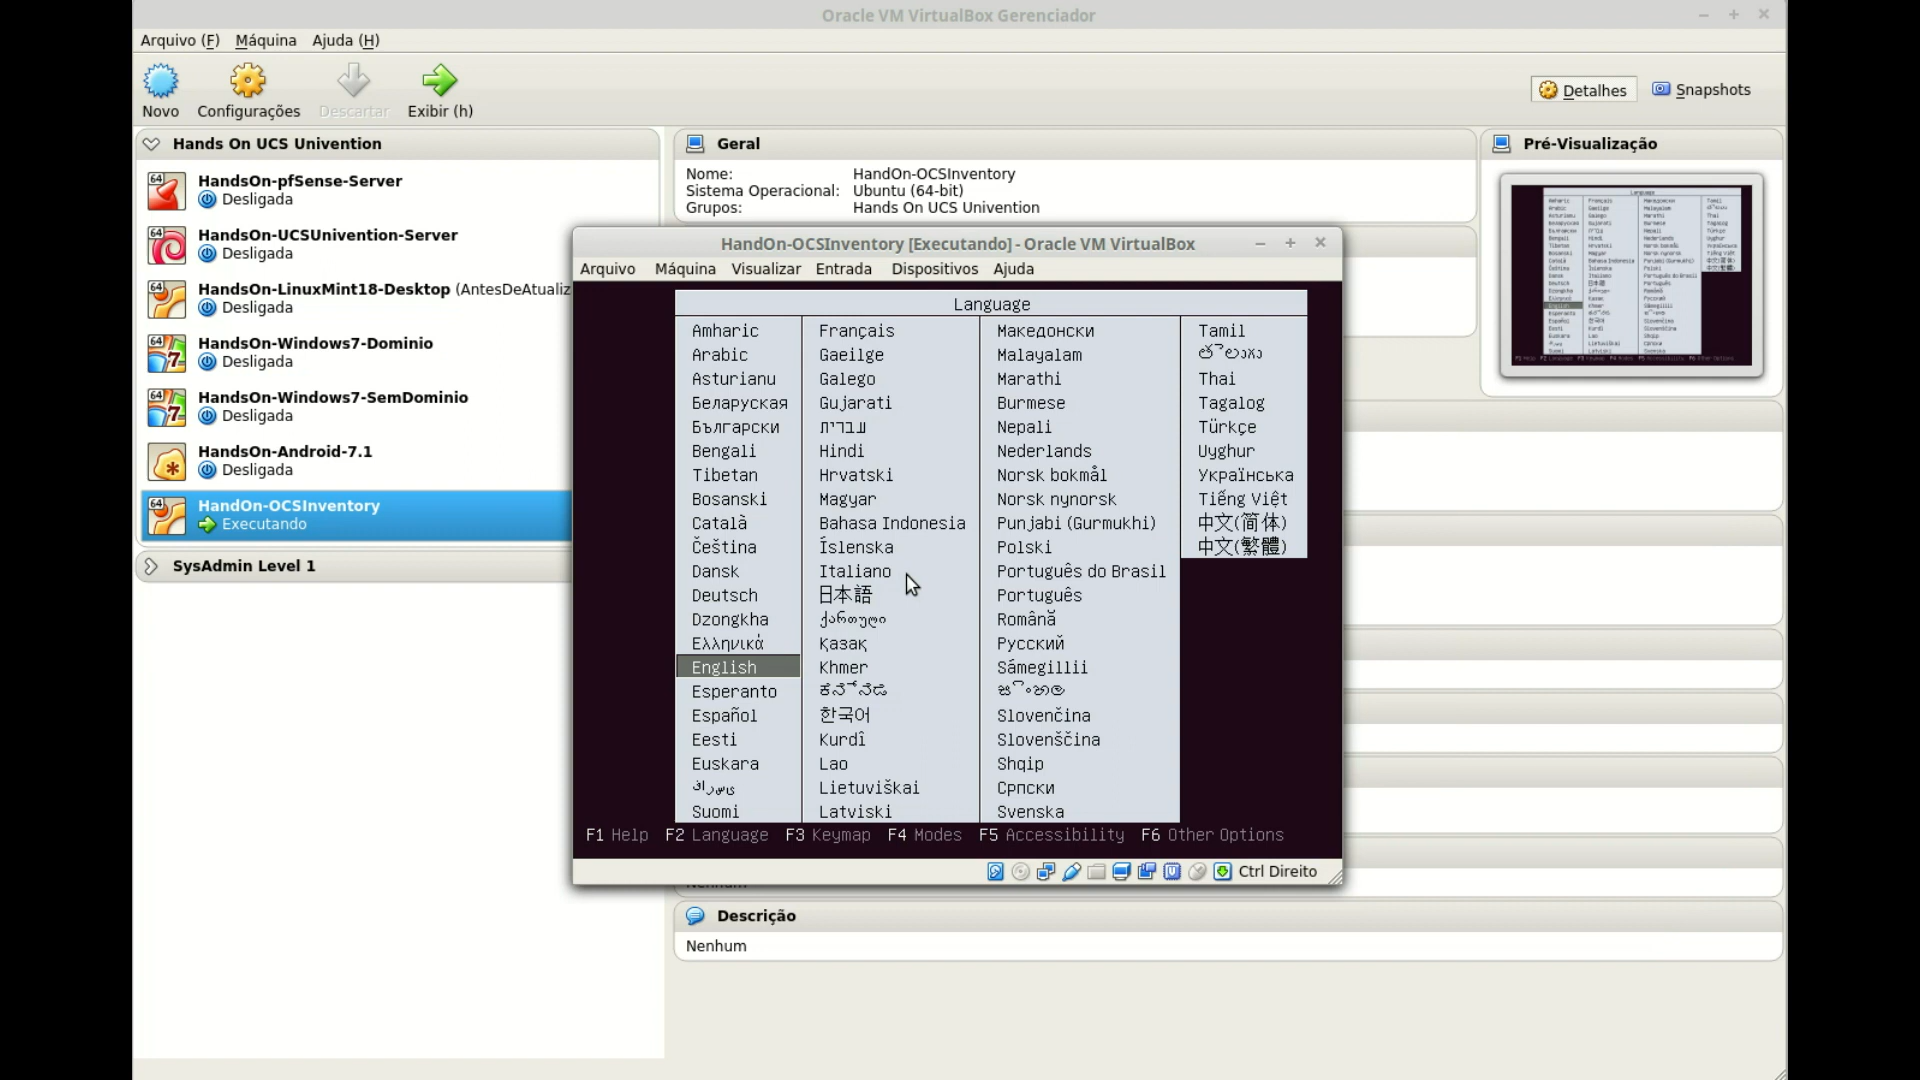 Oracle VM VirtualBox Gerenciador
Arquivo (F) Máquina Ajuda (H)
Novo Configurações Descartar Exibir (h)
Detalhes Snapshots
Hands On UCS Univention
HandsOn-pfSense-Server
Desligada
HandsOn-UCSUnivention-Server
Desligada
HandsOn-LinuxMint18-Desktop (AntesDeAtualiz
Desligada
HandsOn-Windows7-Dominio
Desligada
HandsOn-Windows7-SemDominio
Desligada
HandsOn-Android-7.1
Desligada
HandOn-OCSInventory
Executando
SysAdmin Level 1
Geral
Nome: HandOn-OCSInventory
Sistema Operacional: Ubuntu (64-bit)
Grupos: Hands On UCS Univention
Pré-Visualização
HandOn-OCSInventory [Executando] - Oracle VM VirtualBox
Arquivo Máquina Visualizar Entrada Dispositivos Ajuda
Language
Amharic
Arabic
Asturianu
Беларуская
Български
Bengali
Tibetan
Bosanski
Català
Čeština
Dansk
Deutsch
Dzongkha
Ελληνικά
English
Esperanto
Español
Eesti
Euskara
Suomi
Français
Gaeilge
Galego
Gujarati
עברית
Hindi
Hrvatski
Magyar
Bahasa Indonesia
Íslenska
Italiano
日本語
ქართული
Қазақ
Khmer
한국어
Kurdî
Lao
Lietuviškai
Latviski
Македонски
Malayalam
Marathi
Burmese
Nepali
Nederlands
Norsk bokmål
Norsk nynorsk
Punjabi (Gurmukhi)
Polski
Português do Brasil
Português
Română
Русский
Sámegillii
Slovenčina
Slovenščina
Shqip
Српски
Svenska
Tamil
Thai
Tagalog
Türkçe
Uyghur
Українська
Tiếng Việt
中文(简体)
中文(繁體)
F1 Help F2 Language F3 Keymap F4 Modes F5 Accessibility F6 Other Options
Ctrl Direito
Nenhum
Descrição
Nenhum